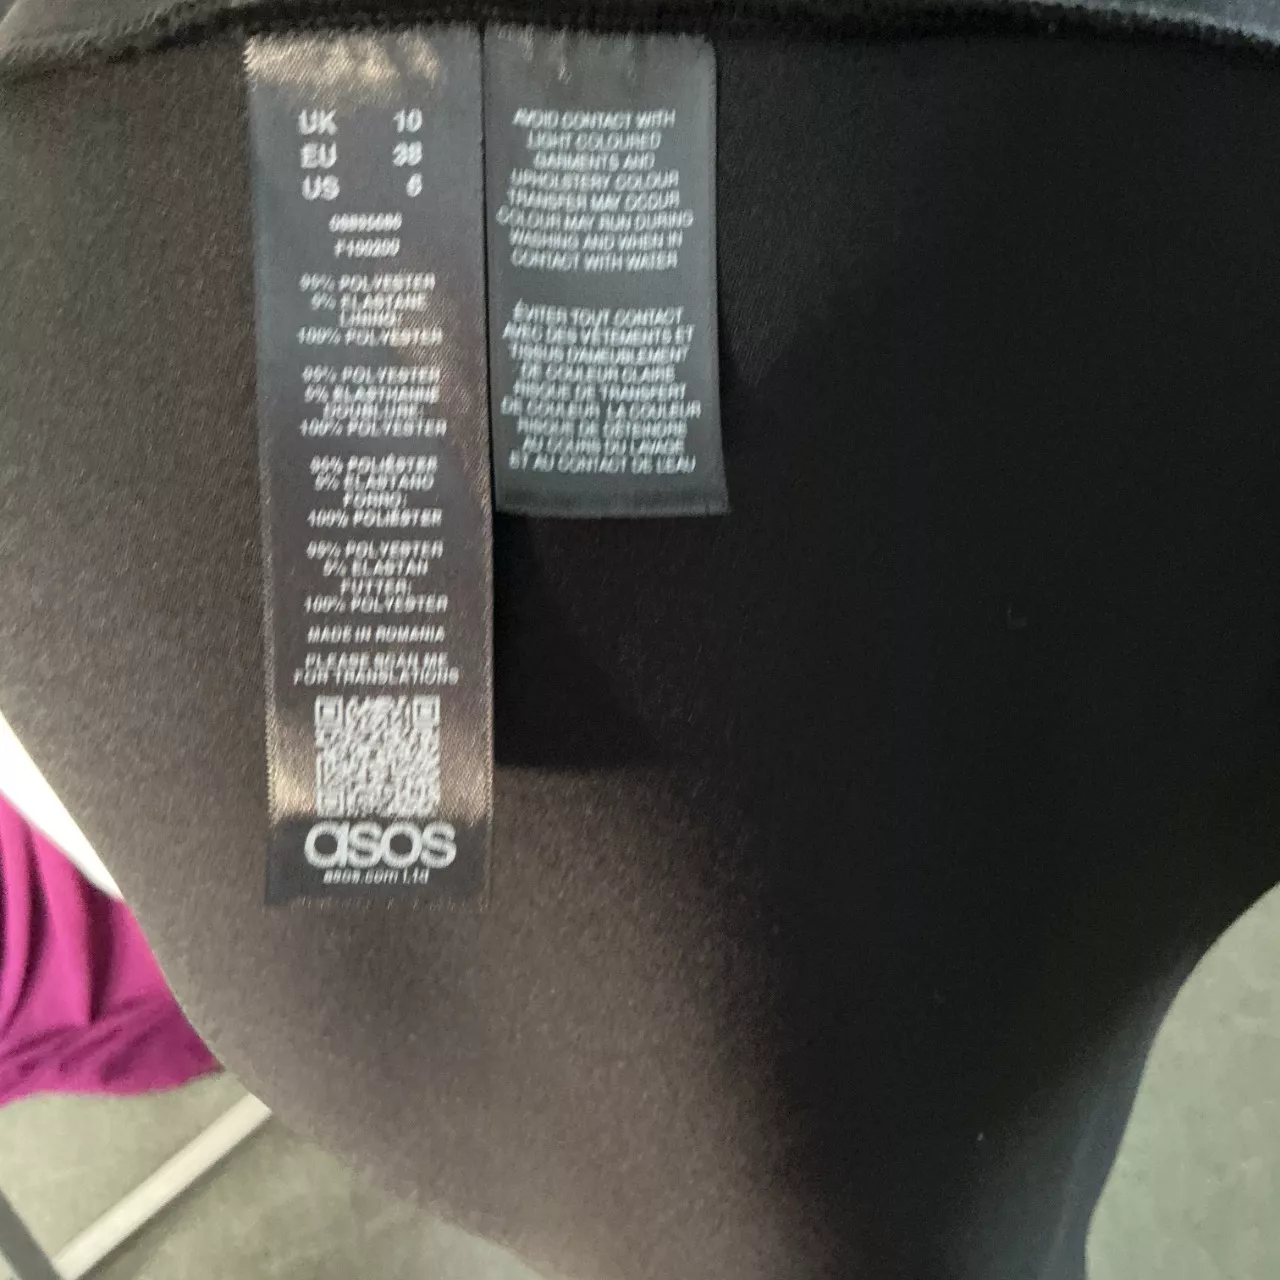 UK 10
EU 38
US 6
F100200
95% POLYESTER
5% ELASTANE
LINING:
100% POLYESTER
95% POLYESTER
5% ELASTHANNE
DOUBLURE:
100% POLYESTER
95% POLIÉSTER
5% ELASTANO
FORRO:
100% POLIÉSTER
95% POLYESTER
5% ELASTAN
FUTTER:
100% POLYESTER
MADE IN ROMANIA
PLEASE SCAN ME
FOR TRANSLATIONS
asos
asos.com Ltd
AVOID CONTACT WITH
LIGHT COLOURED
GARMENTS AND
UPHOLSTERY COLOUR
TRANSFER MAY OCCUR
COLOUR MAY RUN DURING
WASHING AND WHEN IN
CONTACT WITH WATER
ÉVITER TOUT CONTACT
AVEC DES VÊTEMENTS ET
TISSUS D'AMEUBLEMENT
DE COULEUR CLAIRE
RISQUE DE TRANSFERT
DE COULEUR. LA COULEUR
RISQUE DE DÉTEINDRE
AU COURS DU LAVAGE
ET AU CONTACT DE L'EAU